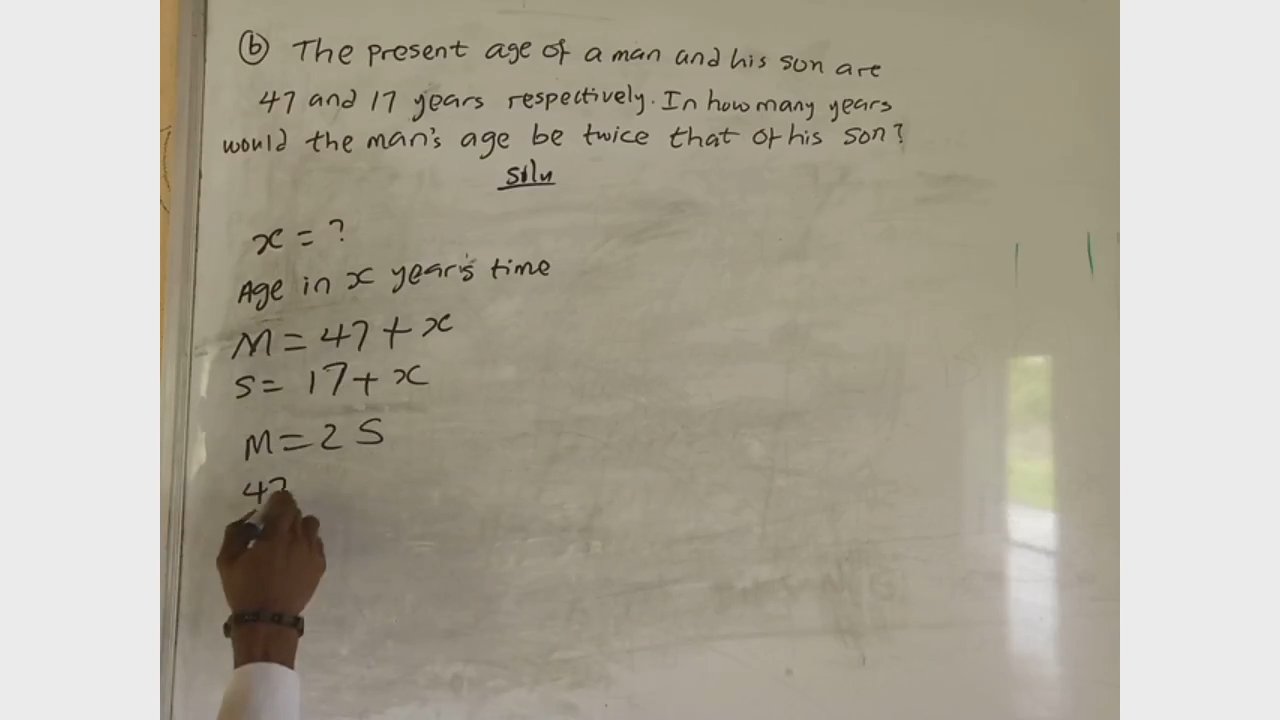 (b) The present age of a man and his son are
47 and 17 years respectively. In how many years
would the man's age be twice that of his son?
Soln
x = ?
Age in x year's time
M = 47 + x
S = 17 + x
M = 2 S
47